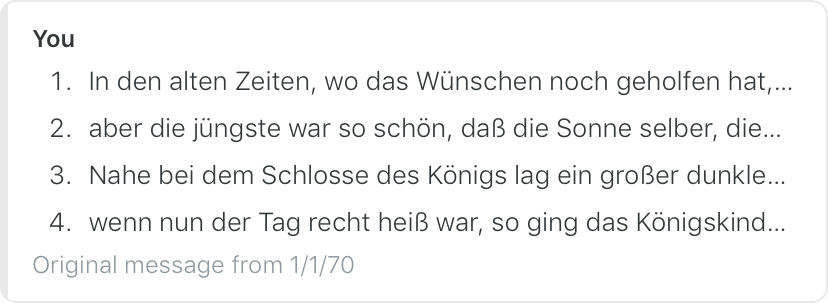 You
1. In den alten Zeiten, wo das Wünschen noch geholfen hat,...
2. aber die jüngste war so schön, daß die Sonne selber, die...
3. Nahe bei dem Schlosse des Königs lag ein großer dunkle...
4. wenn nun der Tag recht heiß war, so ging das Königskind...
Original message from 1/1/70